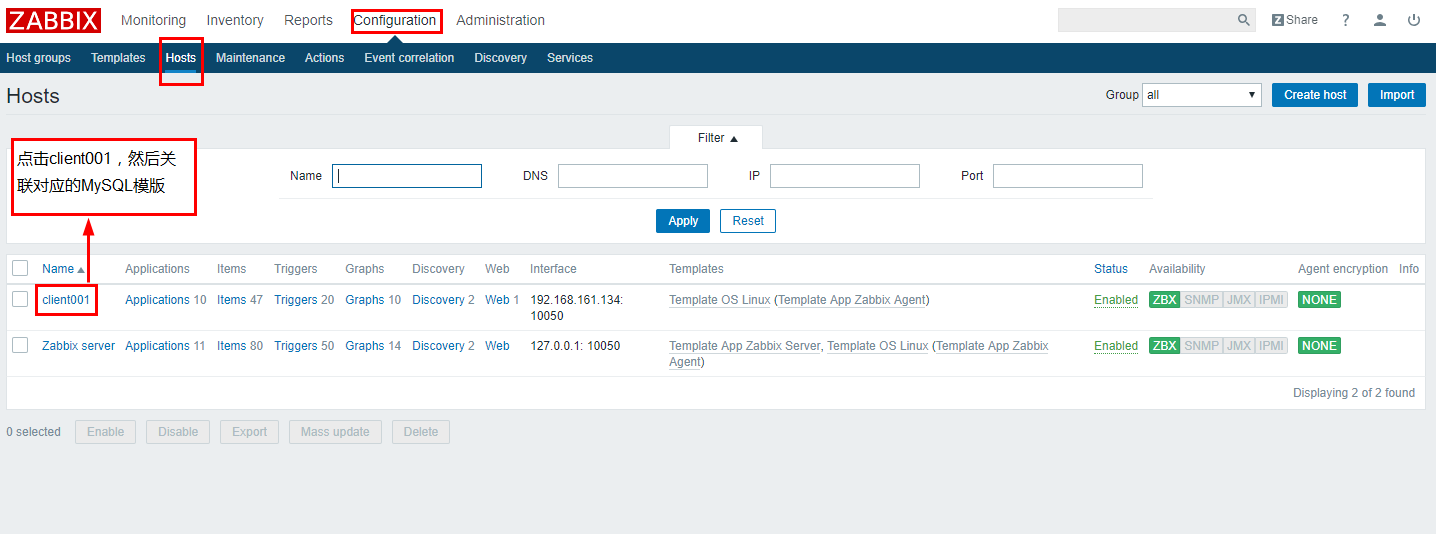 ZABBIX Monitoring Inventory Reports Configuration Administration Z Share ?
Host groups Templates Hosts Maintenance Actions Event correlation Discovery Services
Hosts Group all Create host Import
Filter
点击client001，然后关
联对应的MySQL模版
Name DNS IP Port
Apply Reset
Name Applications Items Triggers Graphs Discovery Web Interface Templates Status Availability Agent encryption Info
client001 Applications 10 Items 47 Triggers 20 Graphs 10 Discovery 2 Web 1 192.168.161.134: Template OS Linux (Template App Zabbix Agent) Enabled ZBX SNMP JMX IPMI NONE
10050
Zabbix server Applications 11 Items 80 Triggers 50 Graphs 14 Discovery 2 Web 127.0.0.1: 10050 Template App Zabbix Server, Template OS Linux (Template App Zabbix Enabled ZBX SNMP JMX IPMI NONE
Agent)
Displaying 2 of 2 found
0 selected Enable Disable Export Mass update Delete